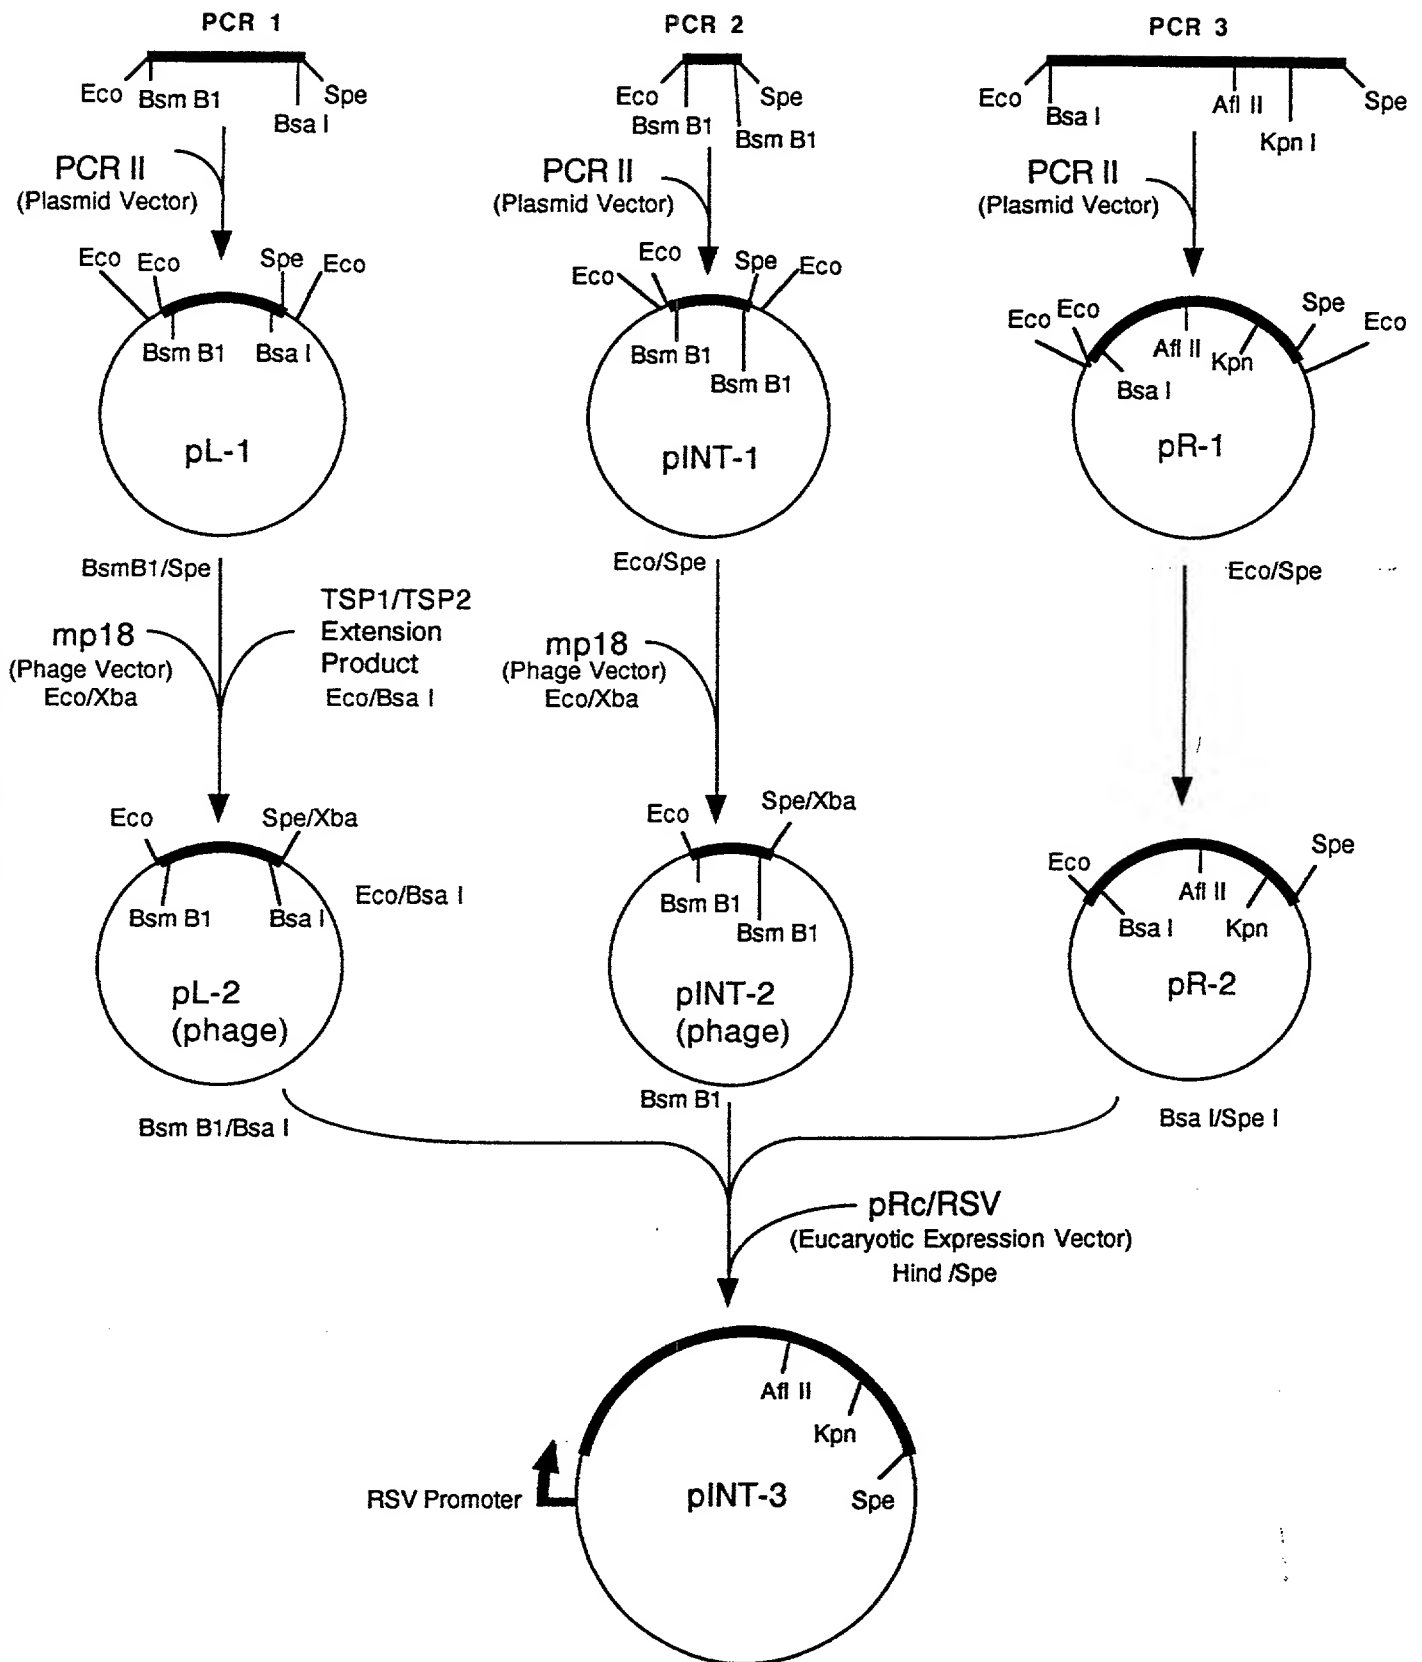 PCR 1
PCR 2
PCR 3
Eco
Bsm B1
Bsa I
Spe
Eco
Bsm B1
Spe
Bsm B1
Eco
Bsa I
Afl II
Kpn I
Spe
PCR II
(Plasmid Vector)
PCR II
(Plasmid Vector)
PCR II
(Plasmid Vector)
Eco
Eco
Spe
Eco
Bsm B1
Bsa I
pL-1
Eco
Eco
Spe
Eco
Bsm B1
Bsm B1
pINT-1
Eco
Eco
Spe
Eco
Bsa I
Afl II
Kpn
pR-1
BsmB1/Spe
mp18
(Phage Vector)
Eco/Xba
TSP1/TSP2
Extension
Product
Eco/Bsa I
Eco/Spe
mp18
(Phage Vector)
Eco/Xba
Eco/Spe
Eco
Spe/Xba
Bsm B1
Bsa I
Eco/Bsa I
pL-2
(phage)
Eco
Spe/Xba
Bsm B1
Bsm B1
pINT-2
(phage)
Eco
Spe
Bsa I
Afl II
Kpn
pR-2
Bsm B1/Bsa I
Bsm B1
Bsa I/Spe I
pRc/RSV
(Eucaryotic Expression Vector)
Hind /Spe
Afl II
Kpn
Spe
RSV Promoter
pINT-3